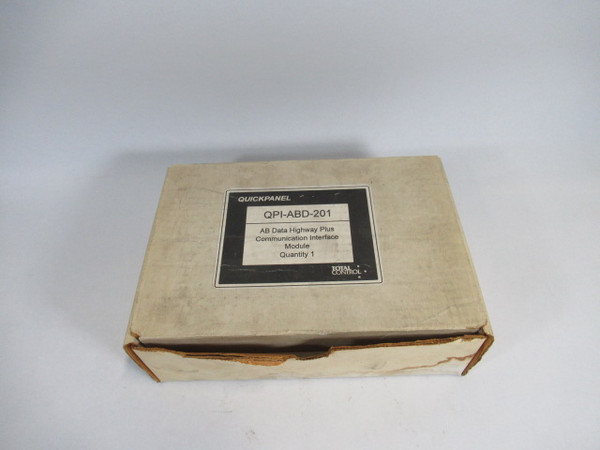 QUICKPANEL
QPI-ABD-201
AB Data Highway Plus
Communication Interface
Module
Quantity 1
TOTAL
CONTROL